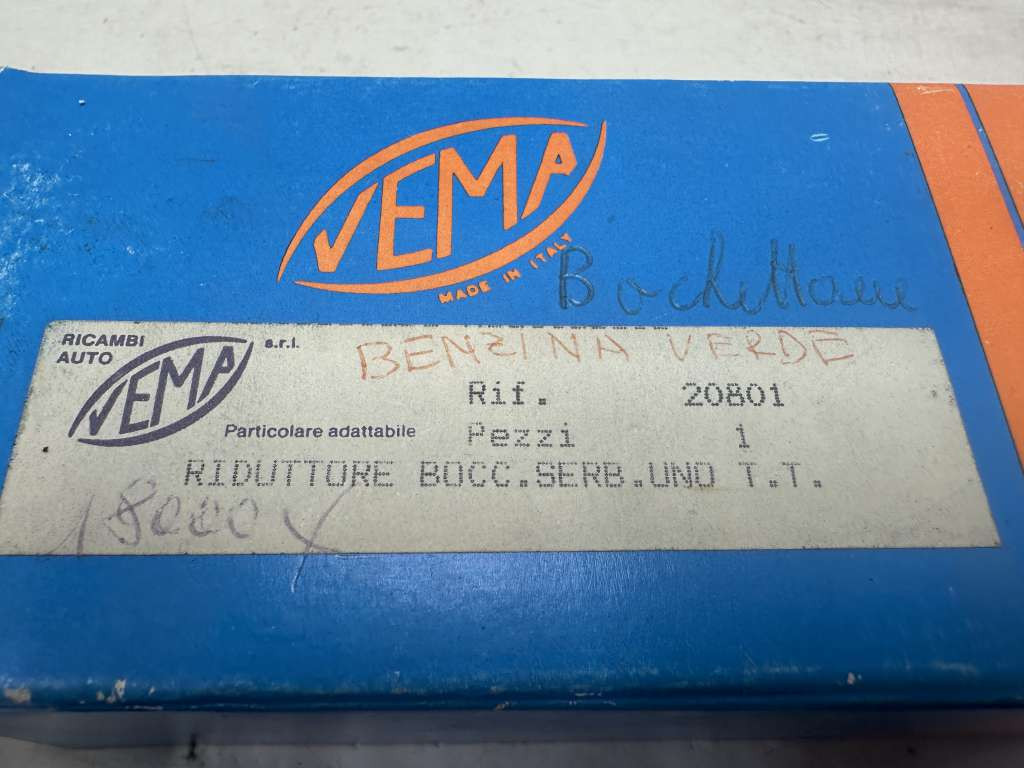 VEMA
MADE IN ITALY
RICAMBI
AUTO
VEMA
s.r.l.
BENZINA VERDE
Rif. 20801
Particolare adattabile
Pezzi 1
RIDUTTORE BOCC.SERB.UNO T.T.
18000